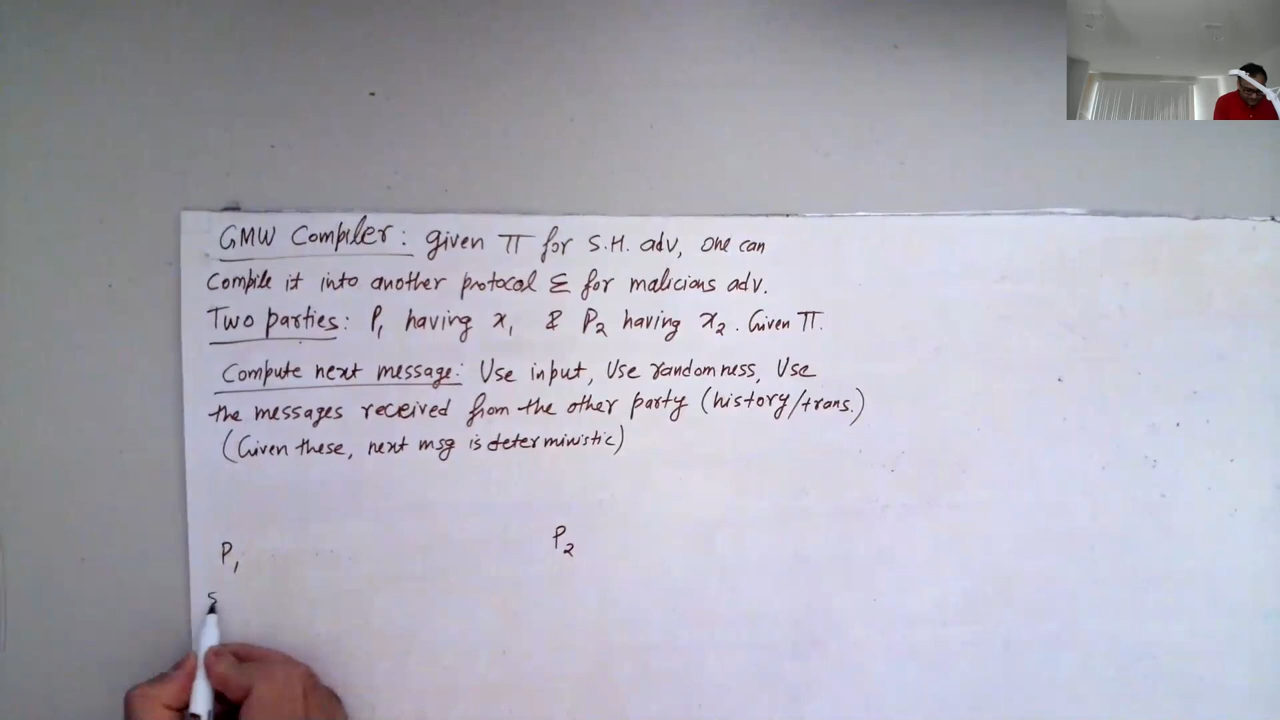 GMW Compiler: given Π for S.H. adv, one can
Compile it into another protocol Σ for malicious adv.
Two parties: P₁ having x₁ & P₂ having x₂. Given Π.
Compute next message: Use input, Use randomness, Use
the messages received from the other party (history/trans.)
(Given these, next msg is deterministic)
P₁ P₂
S